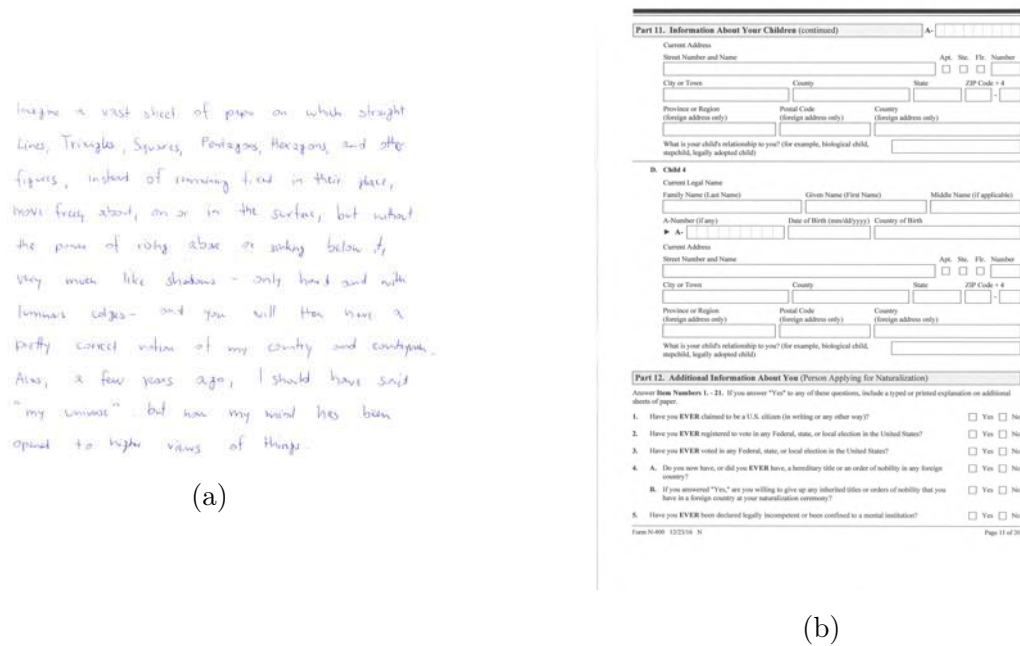 Imagine a vast sheet of paper on which straight
Lines, Triangles, Squares, Pentagons, Hexagons, and other
figures, instead of remaining fixed in their place,
move freely about, on or in the surface, but without
the power of rising above or sinking below it,
very much like shadows - only hard and with
luminous edges - and you will then have a
pretty correct notion of my country and countrymen.
Alas, a few years ago, I should have said
"my universe" but now my mind has been
opened to higher views of things.
(a)
Part 11. Information About Your Children (continued) A-
Current Address
Street Number and Name Apt. Ste. Flr. Number
City or Town County State ZIP Code + 4
-
Province or Region Postal Code Country
(foreign address only) (foreign address only) (foreign address only)
What is your child's relationship to you? (for example, biological child,
stepchild, legally adopted child)
D. Child 4
Current Legal Name
Family Name (Last Name) Given Name (First Name) Middle Name (if applicable)
A-Number (if any) Date of Birth (mm/dd/yyyy) Country of Birth
► A-
Current Address
Street Number and Name Apt. Ste. Flr. Number
City or Town County State ZIP Code + 4
-
Province or Region Postal Code Country
(foreign address only) (foreign address only) (foreign address only)
What is your child's relationship to you? (for example, biological child,
stepchild, legally adopted child)
Part 12. Additional Information About You (Person Applying for Naturalization)
Answer Item Numbers 1. - 21. If you answer "Yes" to any of these questions, include a typed or printed explanation on additional
sheets of paper.
1. Have you EVER claimed to be a U.S. citizen (in writing or any other way)? Yes No
2. Have you EVER registered to vote in any Federal, state, or local election in the United States? Yes No
3. Have you EVER voted in any Federal, state, or local election in the United States? Yes No
4. A. Do you now have, or did you EVER have, a hereditary title or an order of nobility in any foreign
country? Yes No
B. If you answered "Yes," are you willing to give up any inherited titles or orders of nobility that you
have in a foreign country at your naturalization ceremony? Yes No
5. Have you EVER been declared legally incompetent or been confined to a mental institution? Yes No
Form N-400 12/23/16 N Page 11 of 20
(b)